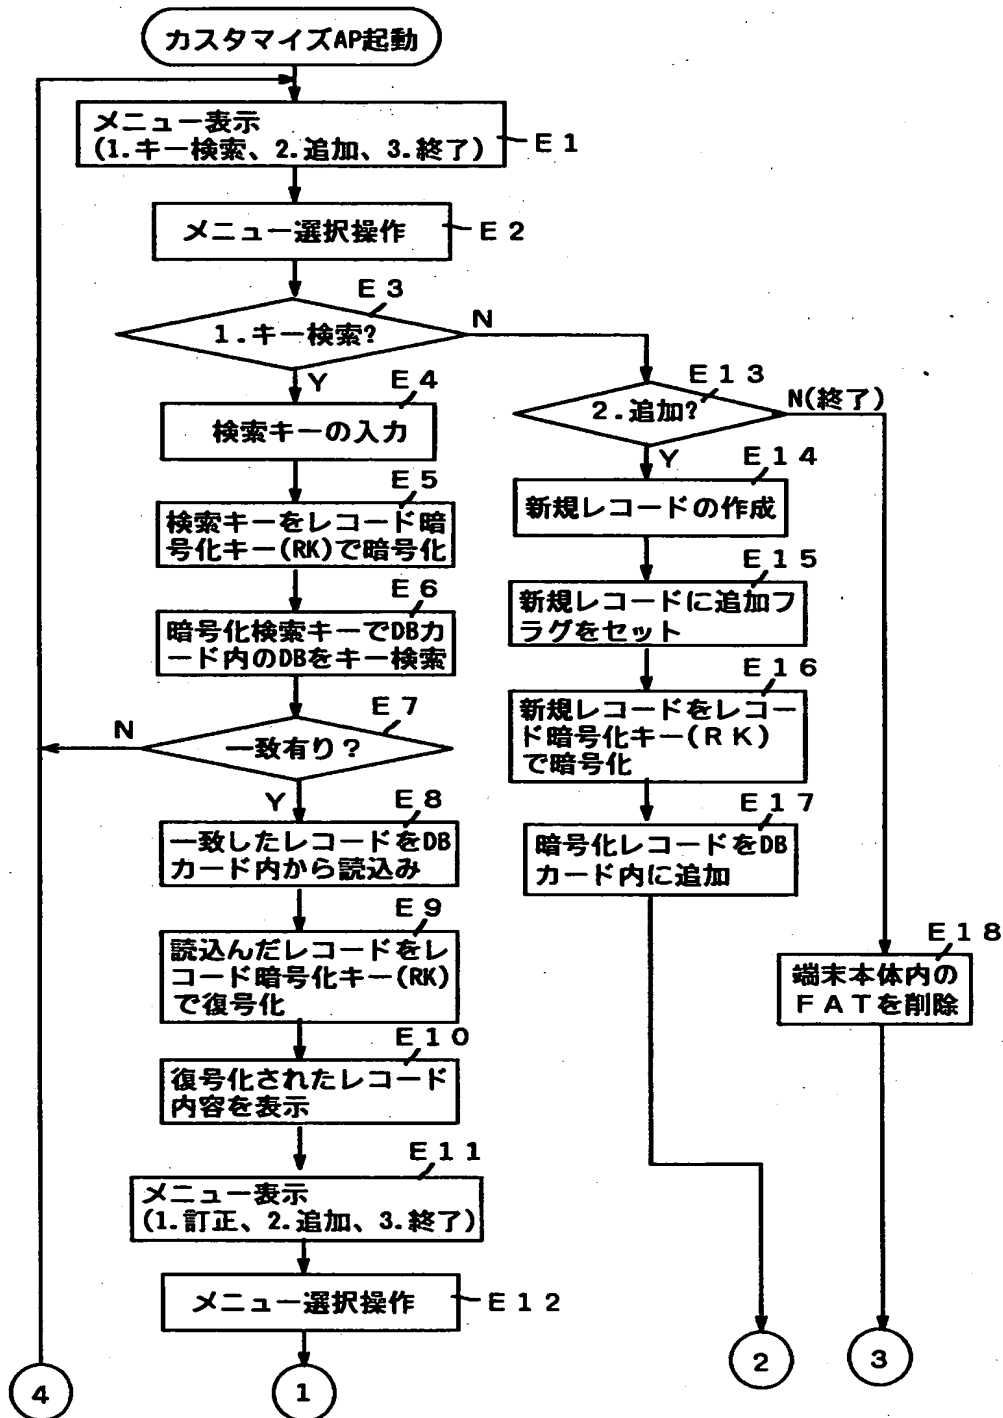 カスタマイズAP起動
メニュー表示
(1.キー検索、2.追加、3.終了)
E1
メニュー選択操作
E2
E3
1.キー検索?
N
Y
E4
検索キーの入力
E5
検索キーをレコード暗
号化キー(RK)で暗号化
E6
暗号化検索キーでDBカ
ード内のDBをキー検索
E7
一致有り?
N
Y
E8
一致したレコードをDB
カード内から読込み
E9
読込んだレコードをレ
コード暗号化キー(RK)
で復号化
E10
復号化されたレコード
内容を表示
E11
メニュー表示
(1.訂正、2.追加、3.終了)
メニュー選択操作
E12
4
1
E13
2.追加?
N(終了)
Y
E14
新規レコードの作成
E15
新規レコードに追加フ
ラグをセット
E16
新規レコードをレコー
ド暗号化キー(RK)
で暗号化
E17
暗号化レコードをDB
カード内に追加
E18
端末本体内の
FATを削除
2
3